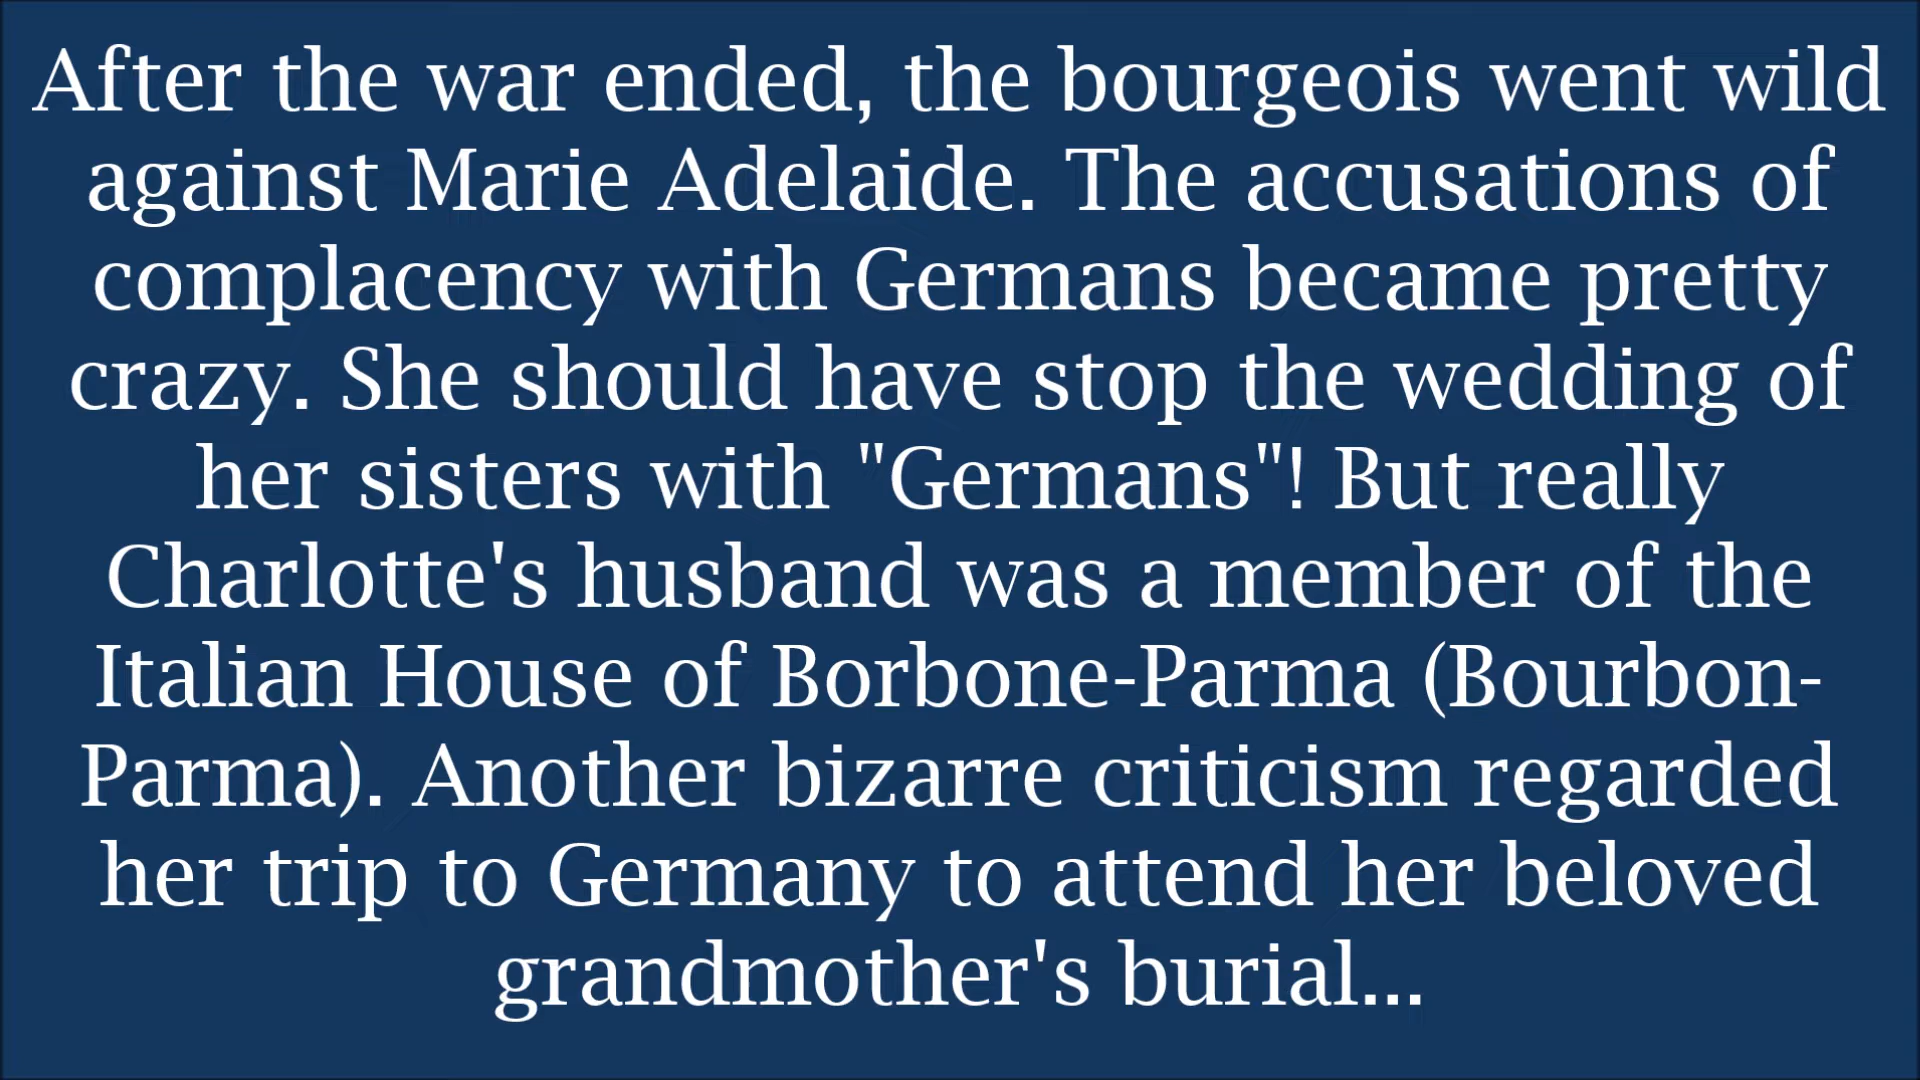 After the war ended, the bourgeois went wild
against Marie Adelaide. The accusations of
complacency with Germans became pretty
crazy. She should have stop the wedding of
her sisters with "Germans"! But really
Charlotte's husband was a member of the
Italian House of Borbone-Parma (Bourbon-
Parma). Another bizarre criticism regarded
her trip to Germany to attend her beloved
grandmother's burial...